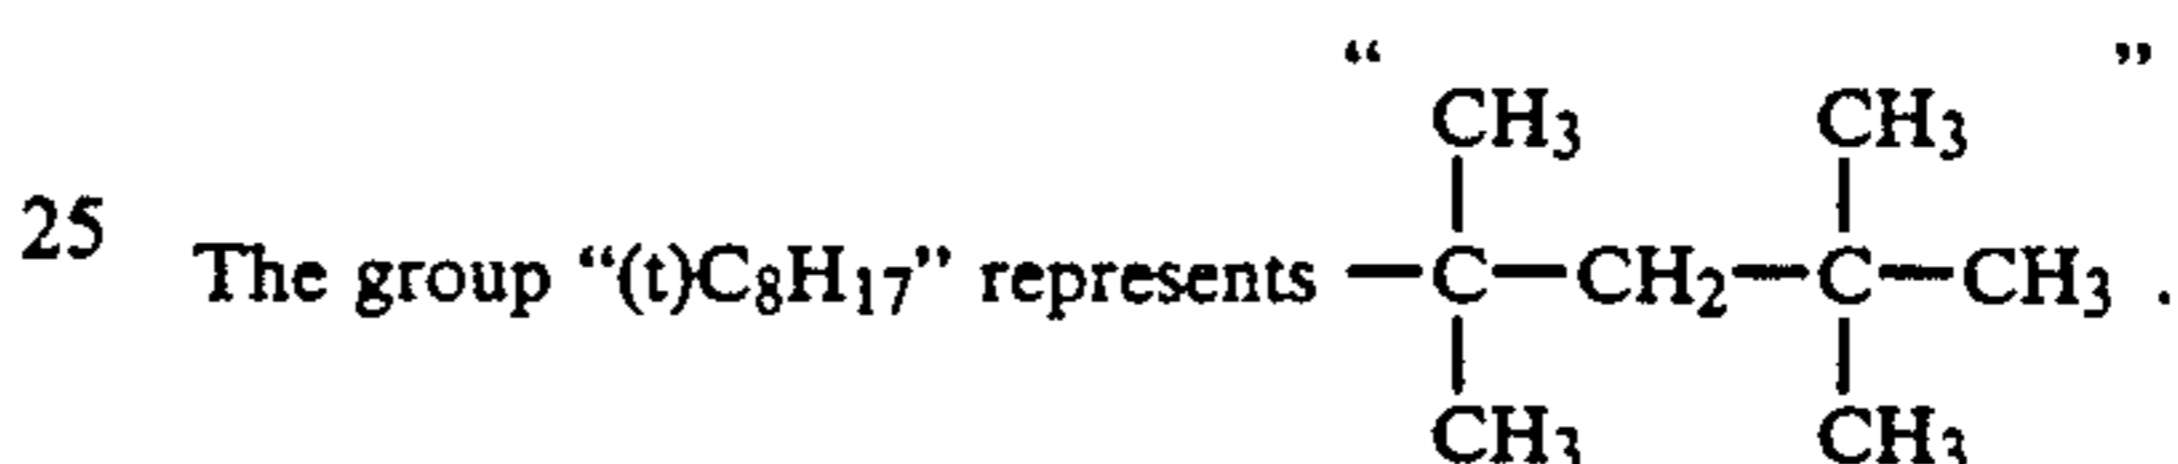 “ ”
CH₃ CH₃
25 The group “(t)C₈H₁₇” represents —C—CH₂—C—CH₃ .
CH₃ CH₃